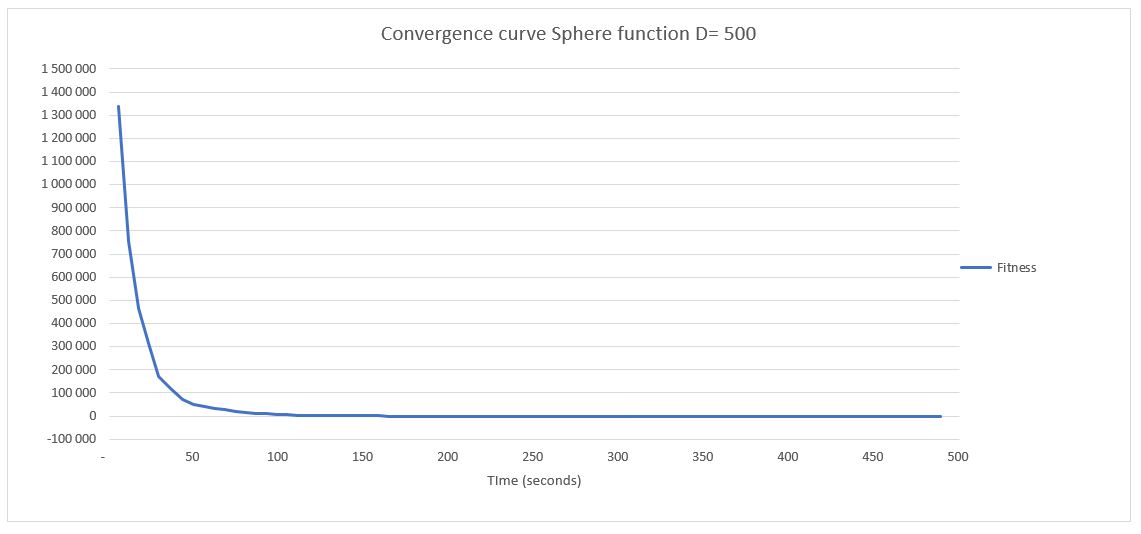 Convergence curve Sphere function D= 500
1 500 000
1 400 000
1 300 000
1 200 000
1 100 000
1 000 000
900 000
800 000
700 000
600 000
500 000
400 000
300 000
200 000
100 000
0
-100 000
- 50 100 150 200 250 300 350 400 450 500
TIme (seconds)
Fitness